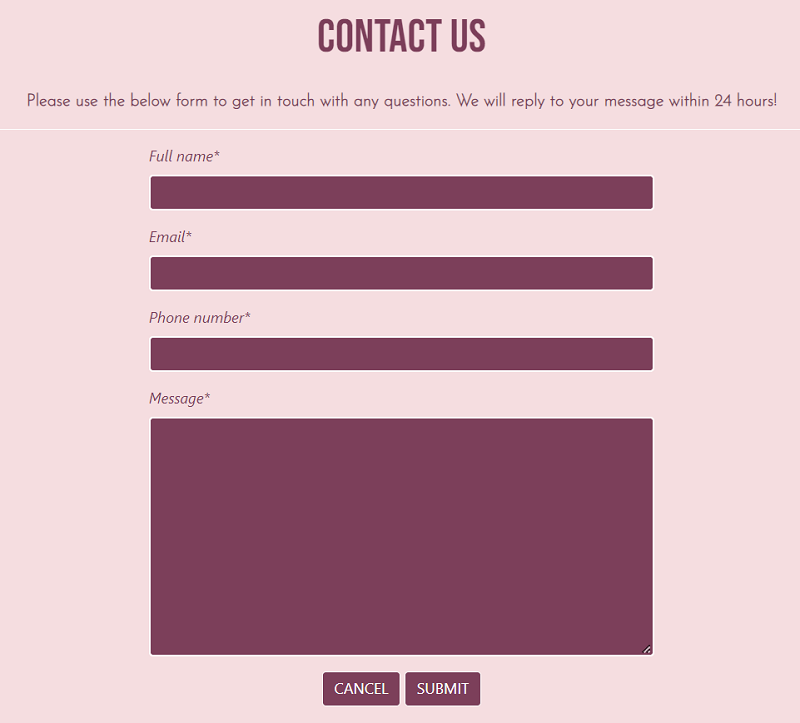 CONTACT US
Please use the below form to get in touch with any questions. We will reply to your message within 24 hours!
Full name*
Email*
Phone number*
Message*
CANCEL SUBMIT